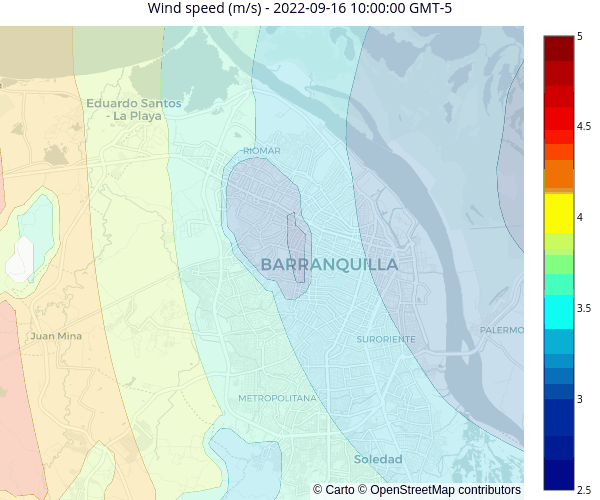 Wind speed (m/s) - 2022-09-16 10:00:00 GMT-5
5
Eduardo Santos
- La Playa
4.5
RIOMAR
4
BARRANQUILLA
3.5
PALERMO
Juan Mina
SURORIENTE
3
METROPOLITANA
Soledad
© Carto © OpenStreetMap contributors
2.5